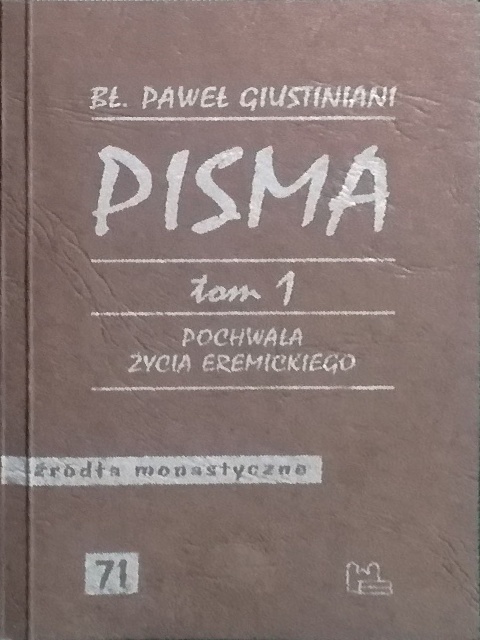 BŁ. PAWEŁ GIUSTINIANI
PISMA
tom 1
POCHWAŁA
ŻYCIA EREMICKIEGO
źródła monastyczne
71